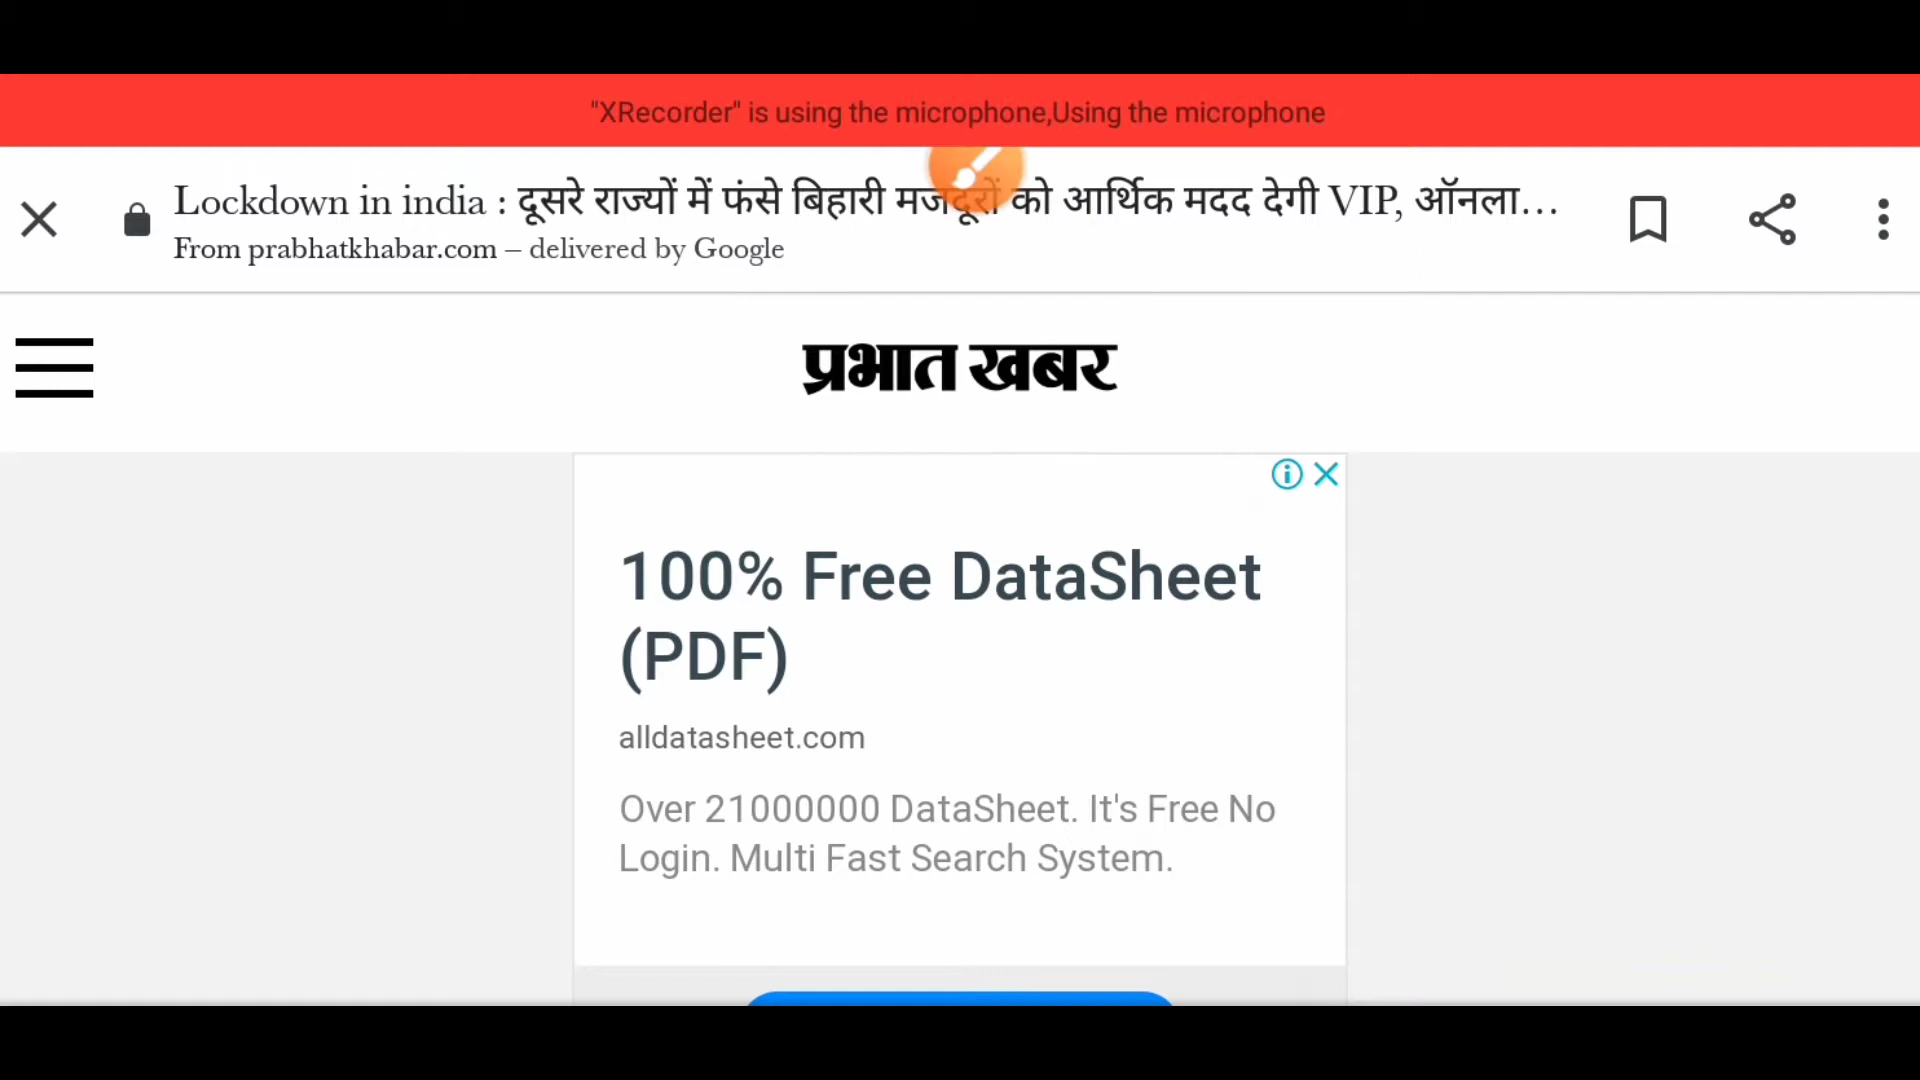 "XRecorder" is using the microphone,Using the microphone
Lockdown in india : दूसरे राज्यों में फंसे बिहारी मजदूरों को आर्थिक मदद देगी VIP, ऑनला...
From prabhatkhabar.com – delivered by Google
प्रभात खबर
100% Free DataSheet
(PDF)
alldatasheet.com
Over 21000000 DataSheet. It's Free No
Login. Multi Fast Search System.